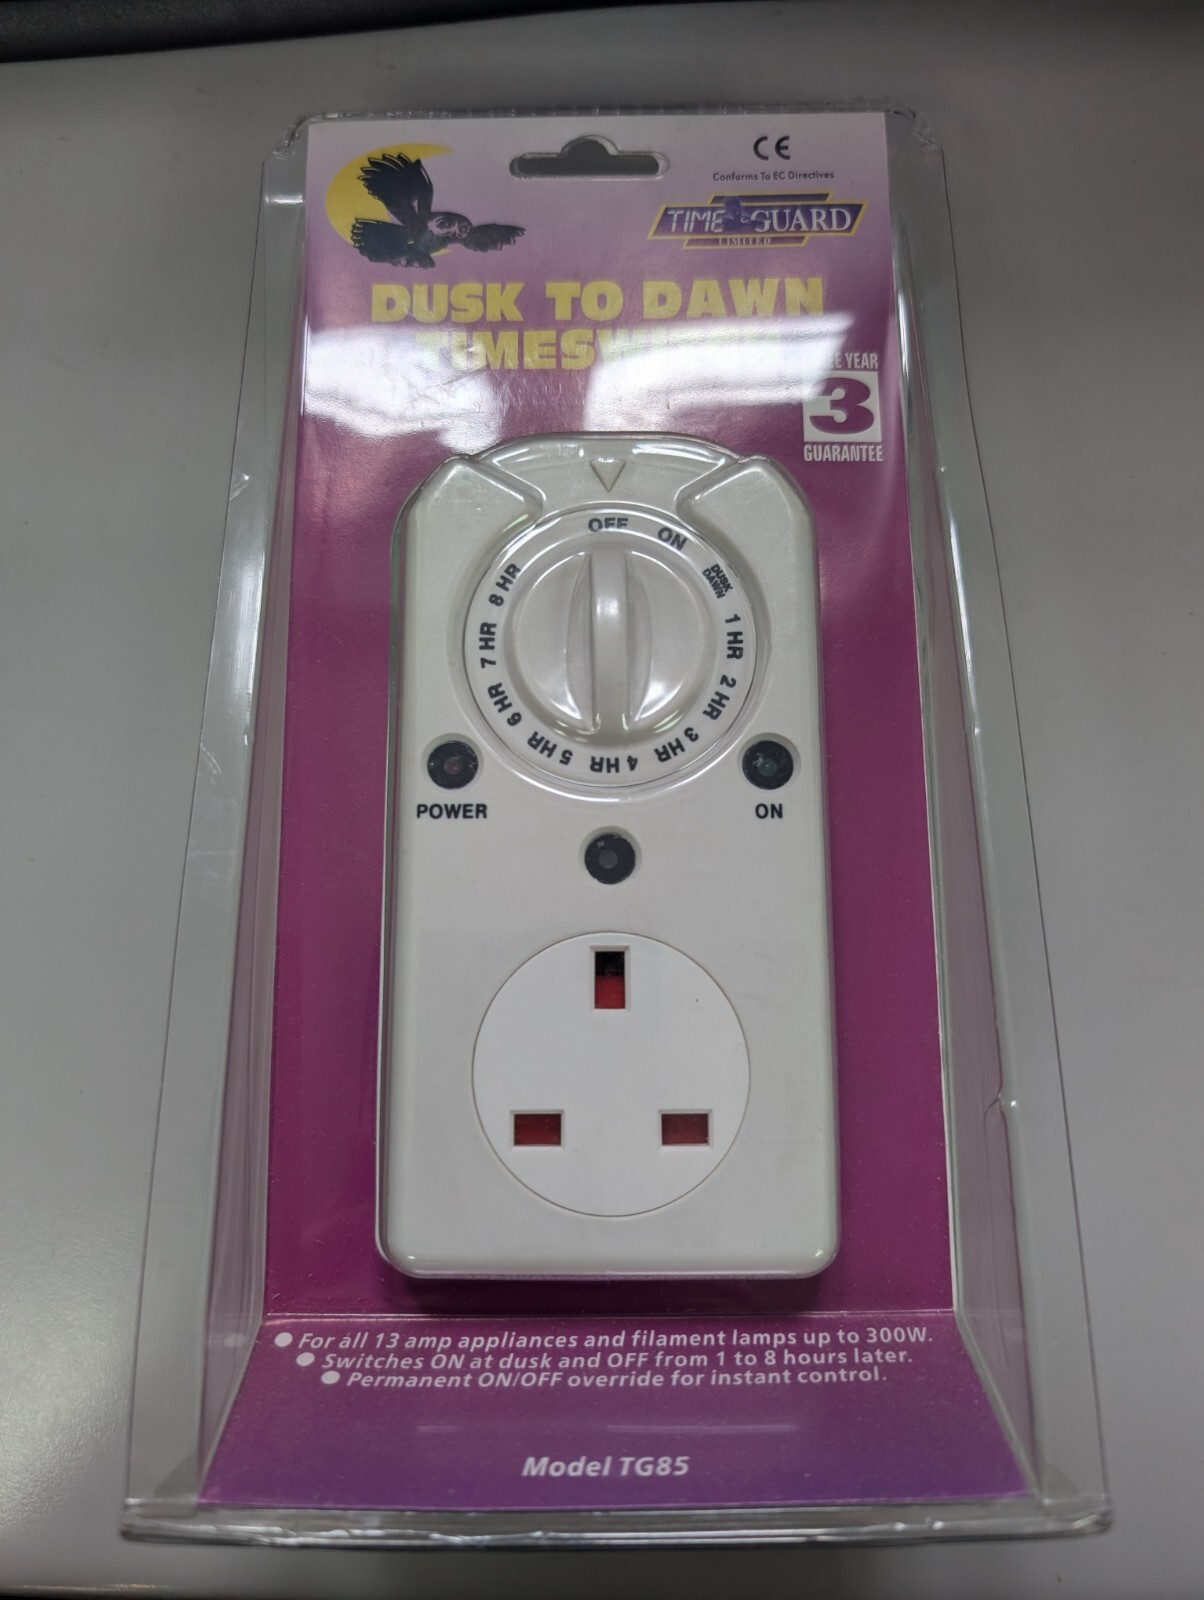 CE
Conforms To EC Directives
TIME GUARD
LIMITED
DUSK TO DAWN
YEAR
3
GUARANTEE
OFF
ON
DUSK
DAWN
1 HR
2 HR
3 HR
4 HR
5 HR
6 HR
7 HR
8 HR
POWER
ON
For all 13 amp appliances and filament lamps up to 300W.
Switches ON at dusk and OFF from 1 to 8 hours later.
Permanent ON/OFF override for instant control.
Model TG85